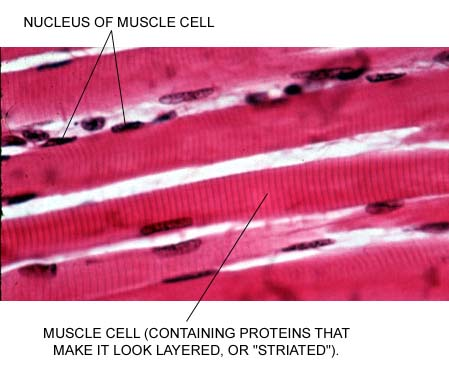 NUCLEUS OF MUSCLE CELL
MUSCLE CELL (CONTAINING PROTEINS THAT
MAKE IT LOOK LAYERED, OR "STRIATED").